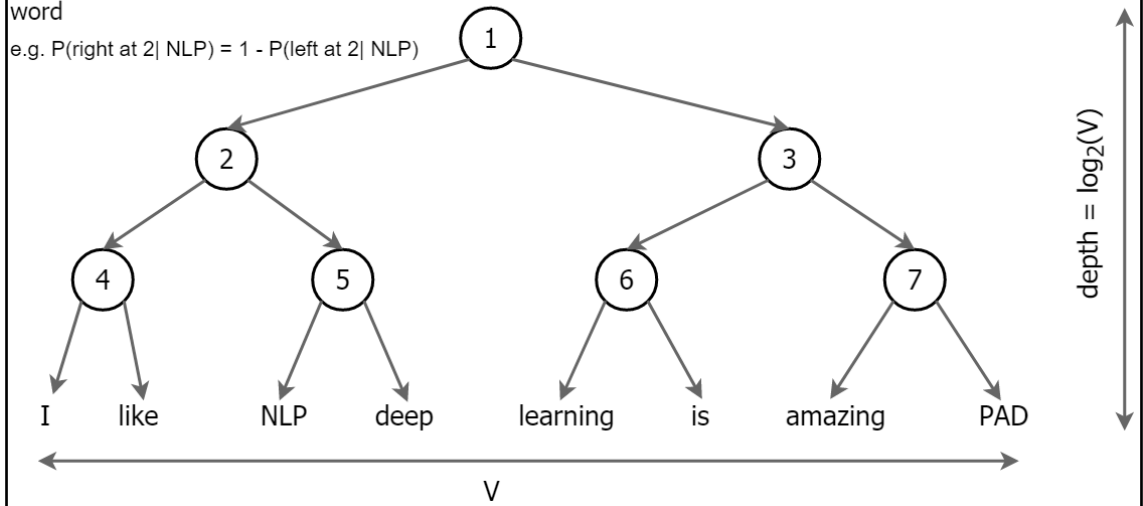 word
e.g. P(right at 2| NLP) = 1 - P(left at 2| NLP)
1
2 3
4 5 6 7
I like NLP deep learning is amazing PAD
V
depth = log₂(V)